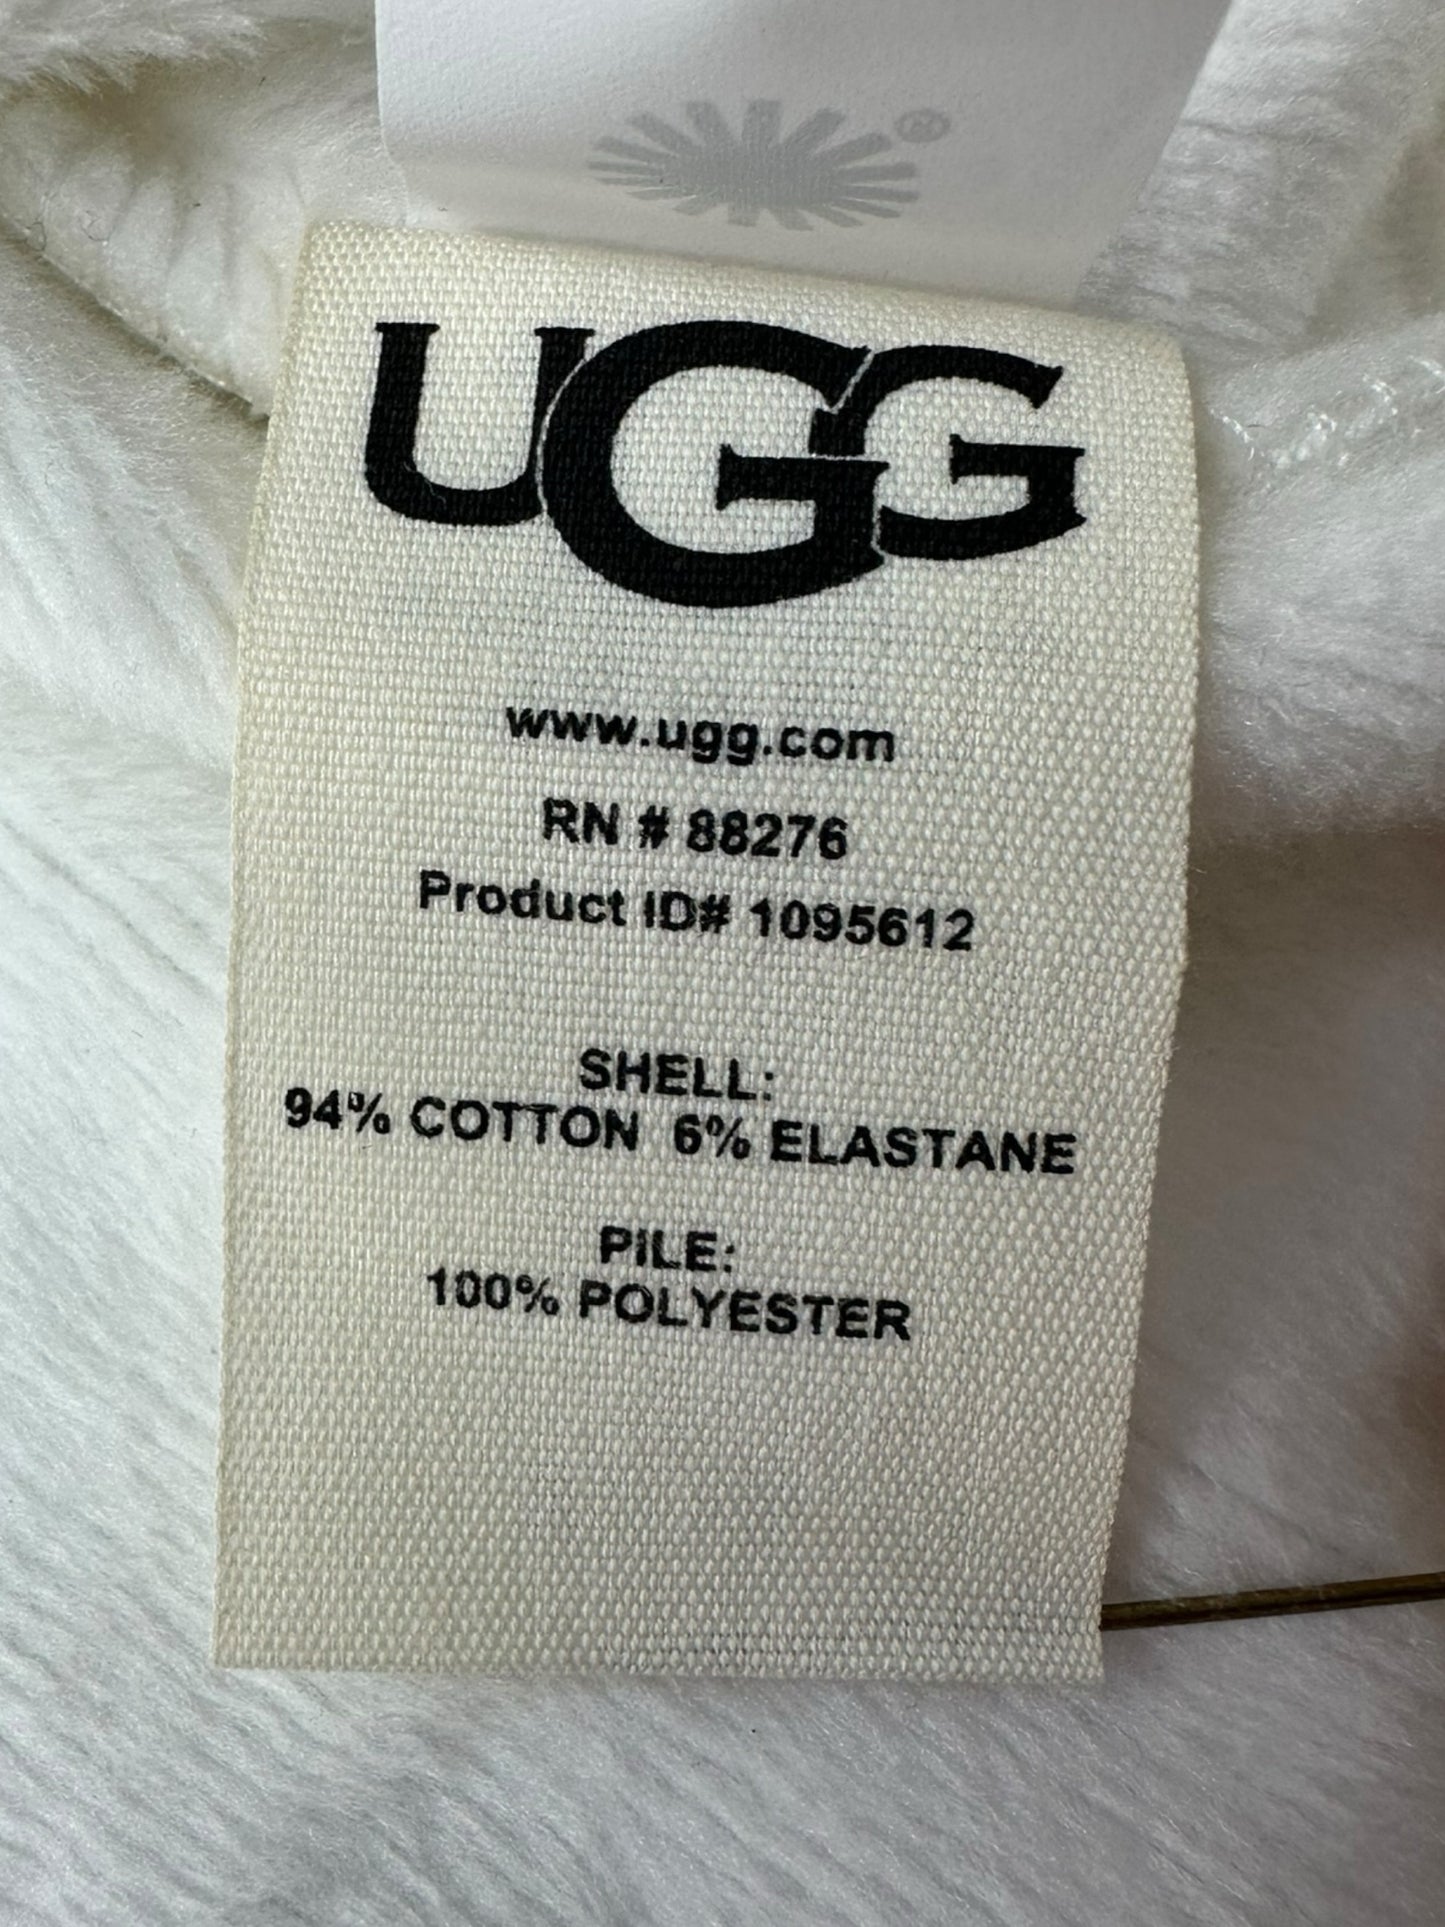 ®
UGG
www.ugg.com
RN # 88276
Product ID# 1095612
SHELL:
94% COTTON 6% ELASTANE
PILE:
100% POLYESTER